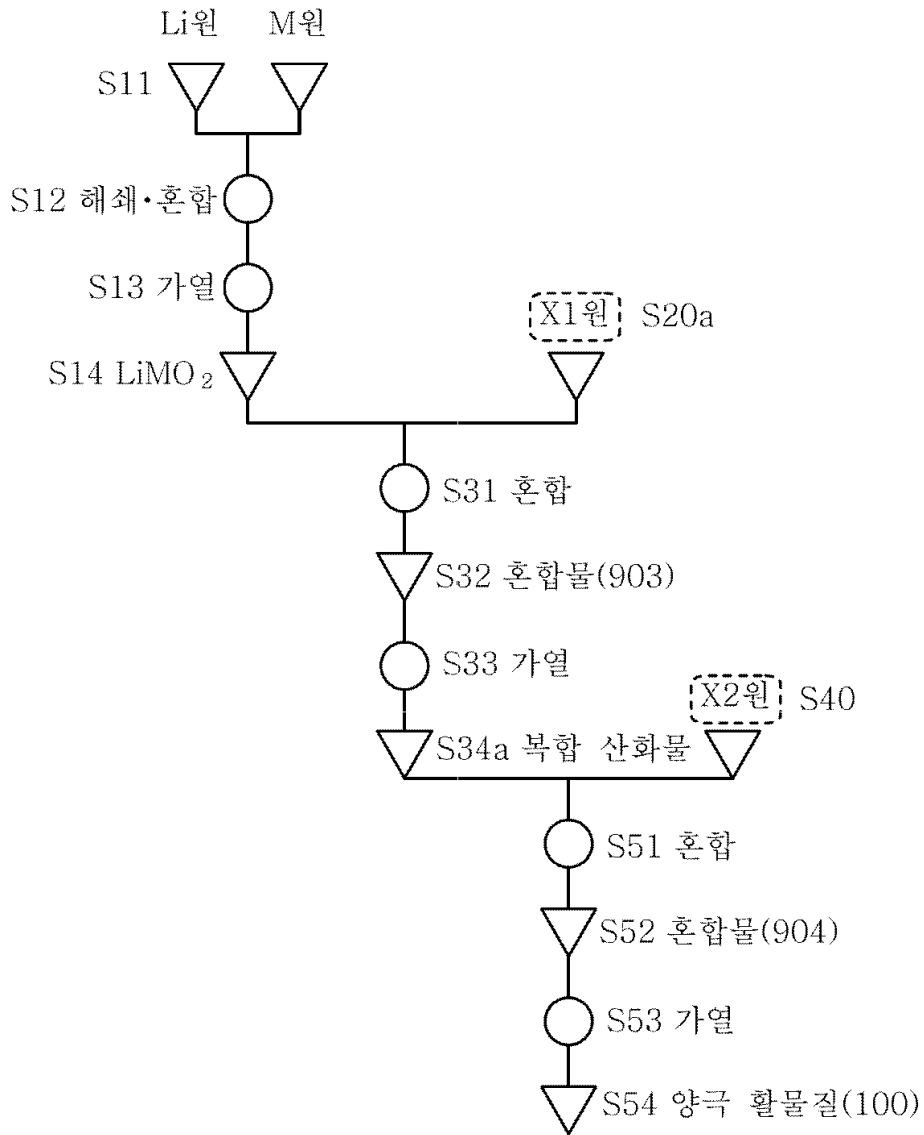 Li원 M원
S11
S12 해쇄·혼합
S13 가열
X1원 S20a
S14 LiMO₂
S31 혼합
S32 혼합물(903)
S33 가열
X2원 S40
S34a 복합 산화물
S51 혼합
S52 혼합물(904)
S53 가열
S54 양극 활물질(100)